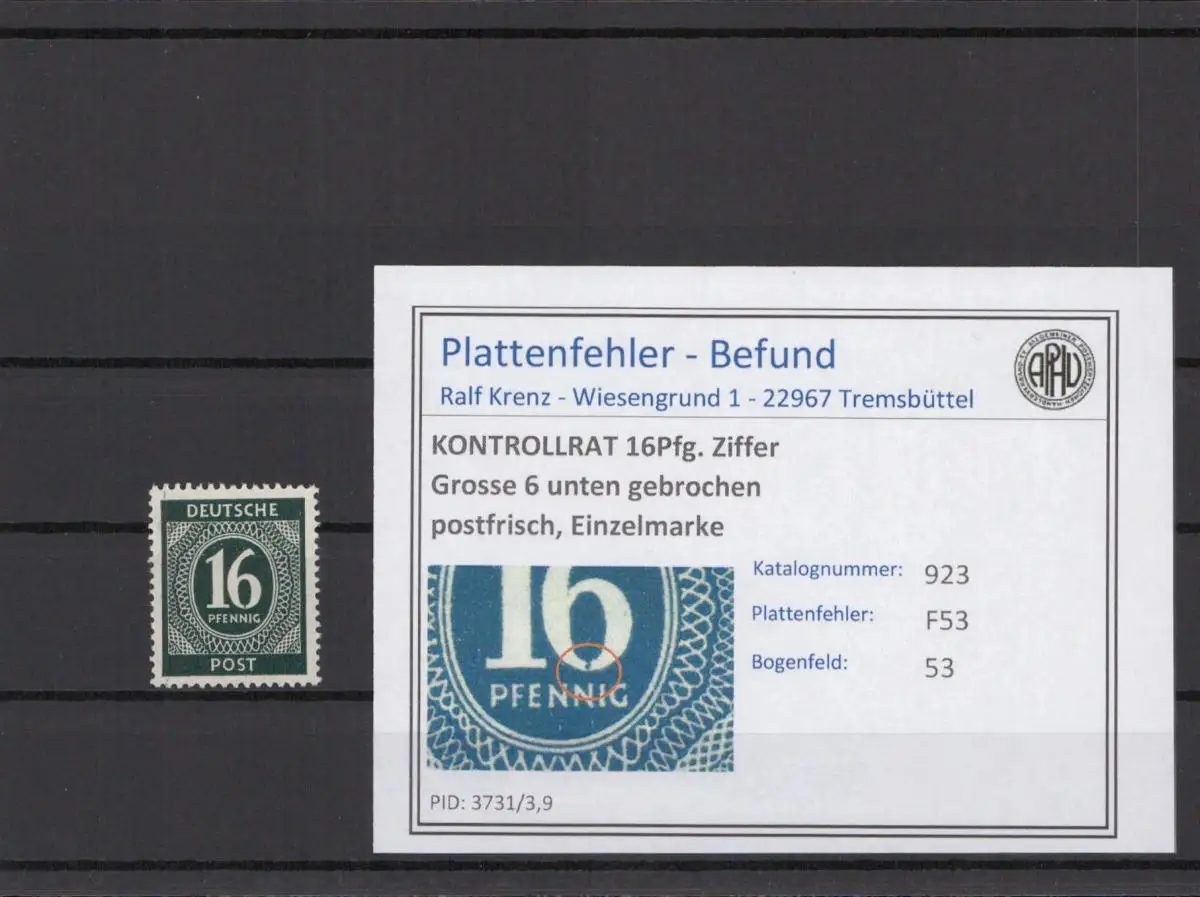 DEUTSCHE
16
PFENNIG
POST
Plattenfehler - Befund
Ralf Krenz - Wiesengrund 1 - 22967 Tremsbüttel
APHV
KONTROLLRAT 16Pfg. Ziffer
Grosse 6 unten gebrochen
postfrisch, Einzelmarke
16
PFENNIG
Katalognummer: 923
Plattenfehler: F53
Bogenfeld: 53
PID: 3731/3,9